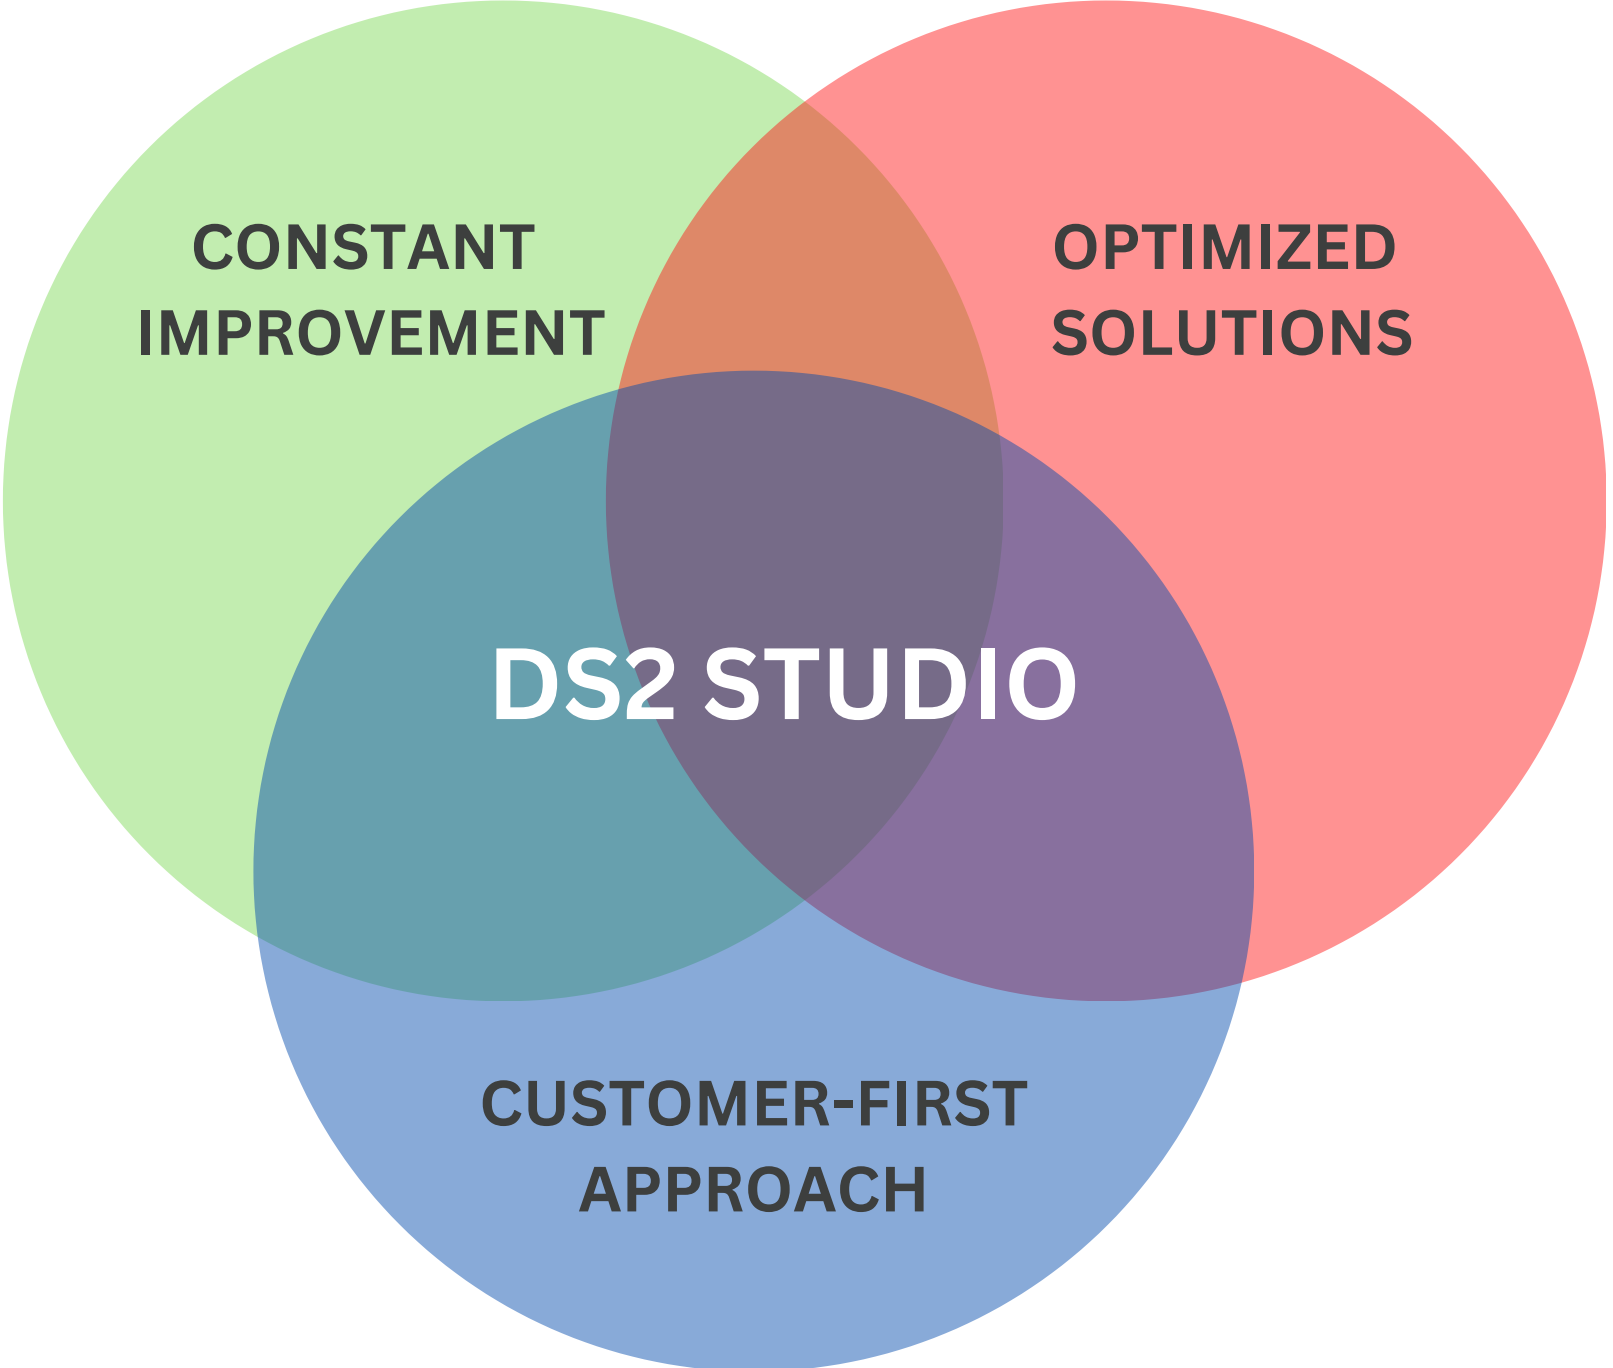 CONSTANT
IMPROVEMENT
OPTIMIZED
SOLUTIONS
DS2 STUDIO
CUSTOMER-FIRST
APPROACH